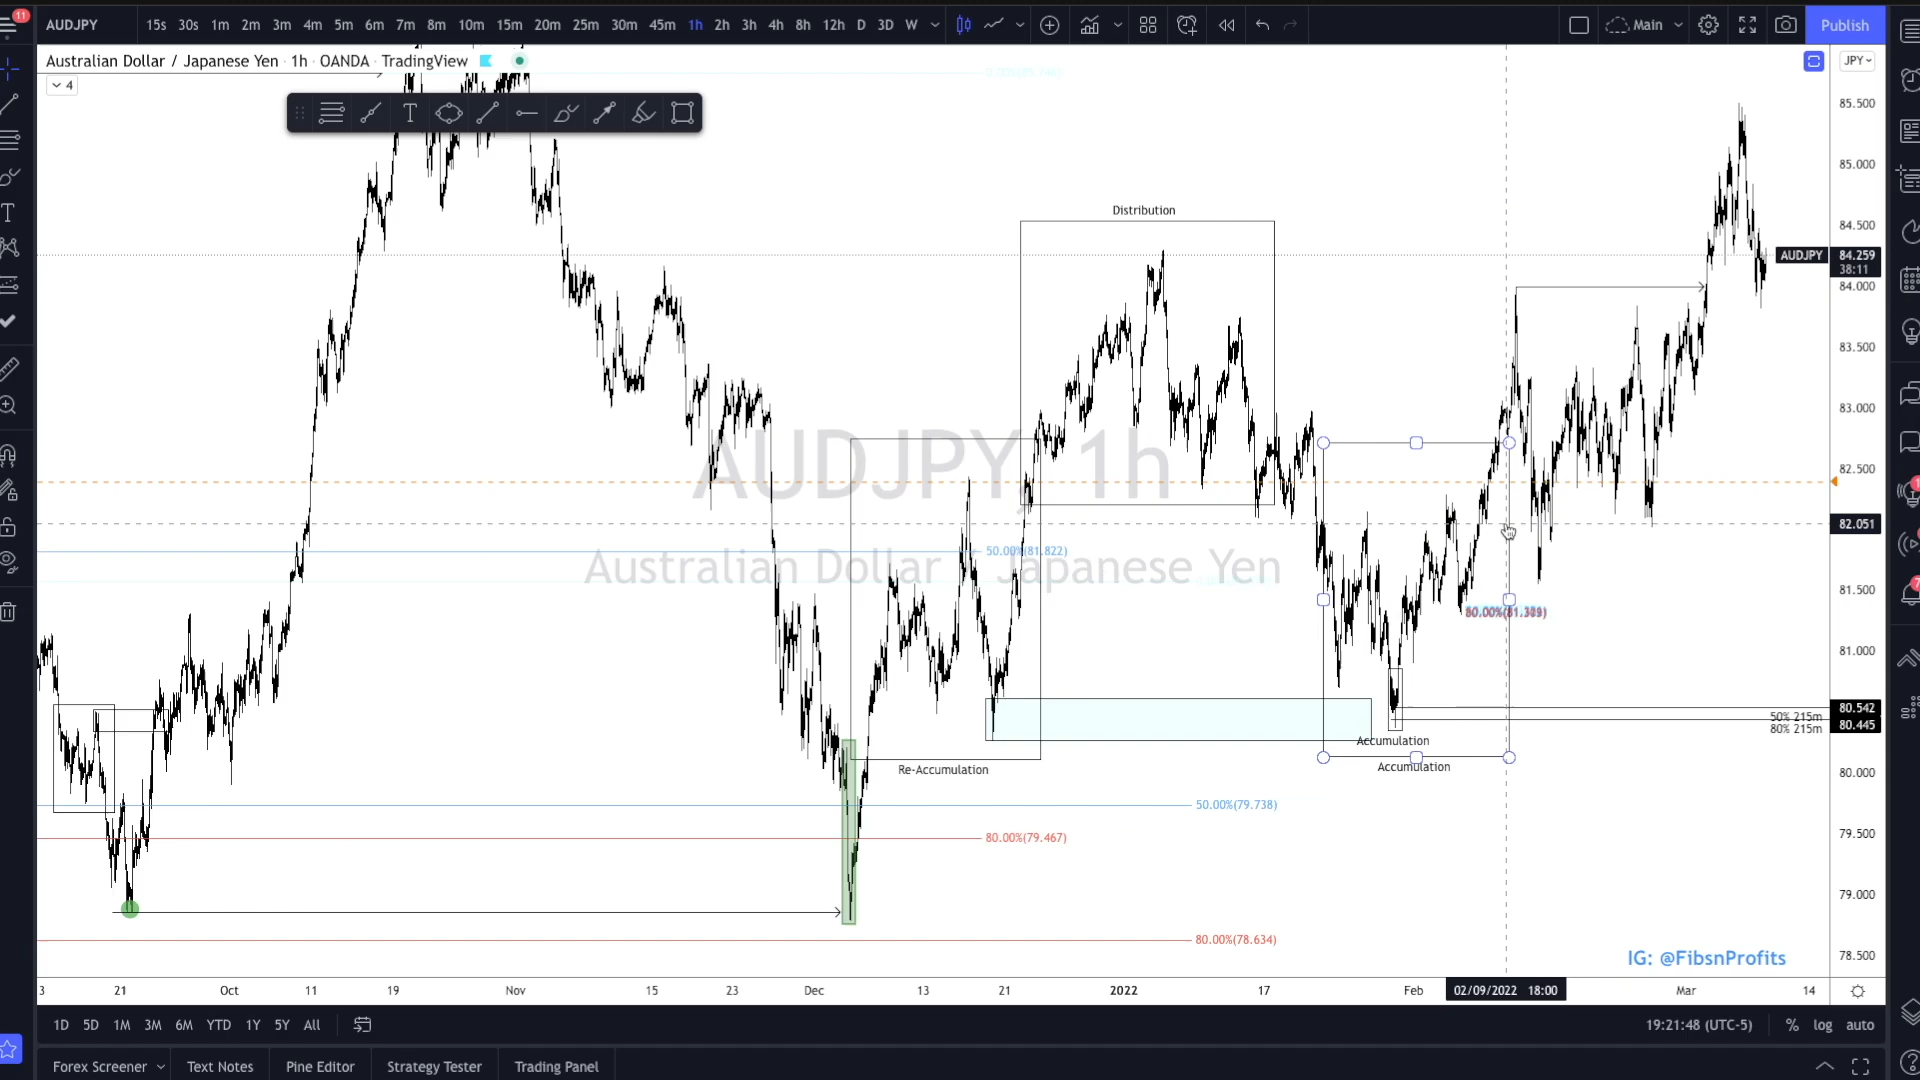 11
AUDJPY 15s 30s 1m 2m 3m 4m 5m 6m 7m 8m 10m 15m 20m 25m 30m 45m 1h 2h 3h 4h 8h 12h D 3D W Main Publish
Australian Dollar / Japanese Yen · 1h · OANDA TradingView
0.00%(85.746)
JPY
4
85.500
85.000
Distribution
84.500
AUDJPY 84.259
38:11
84.000
83.500
83.000
AUDJPY, 1h
82.500
82.051
50.00%(81.822)
Australian Dollar / Japanese Yen
81.500
81.000
80.542
50% 215m
80.445
80% 215m
Accumulation
Accumulation
Re-Accumulation
80.000
50.00%(79.738)
80.00%(79.467)
79.500
79.000
80.00%(78.634)
IG: @FibsnProfits
78.500
3 21 Oct 11 19 Nov 15 23 Dec 13 21 2022 17 Feb 02/09/2022 18:00 Mar 14
1D 5D 1M 3M 6M YTD 1Y 5Y All 19:21:48 (UTC-5) % log auto
Forex Screener Text Notes Pine Editor Strategy Tester Trading Panel